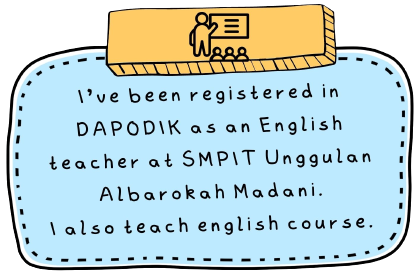 I've been registered in
DAPODIK as an English
teacher at SMPIT Unggulan
Albarokah Madani.
I also teach english course.